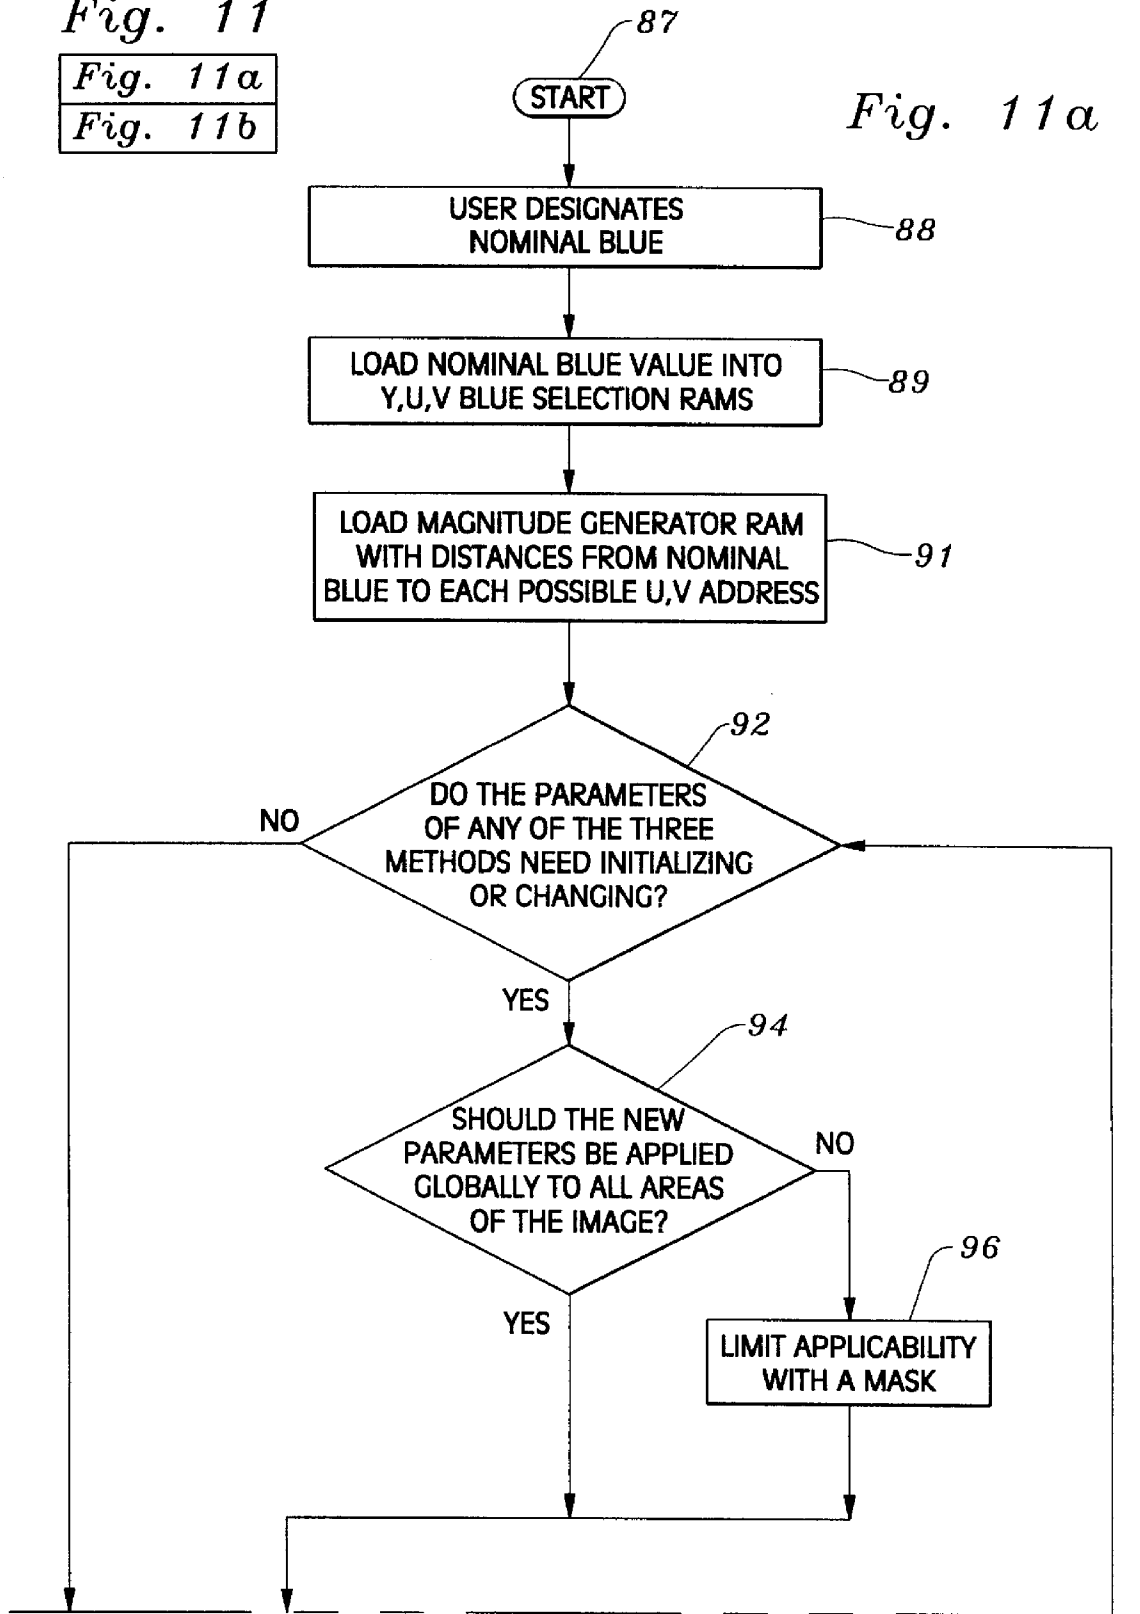 Fig. 11
Fig. 11a
Fig. 11b
Fig. 11a
87
START
USER DESIGNATES
NOMINAL BLUE
88
LOAD NOMINAL BLUE VALUE INTO
Y,U,V BLUE SELECTION RAMS
89
LOAD MAGNITUDE GENERATOR RAM
WITH DISTANCES FROM NOMINAL
BLUE TO EACH POSSIBLE U,V ADDRESS
91
92
DO THE PARAMETERS
OF ANY OF THE THREE
METHODS NEED INITIALIZING
OR CHANGING?
NO
YES
94
SHOULD THE NEW
PARAMETERS BE APPLIED
GLOBALLY TO ALL AREAS
OF THE IMAGE?
NO
YES
96
LIMIT APPLICABILITY
WITH A MASK